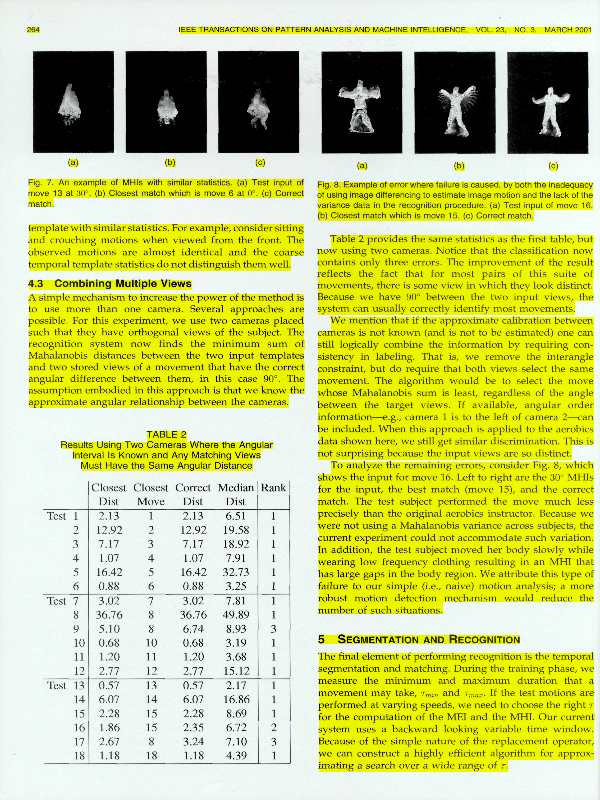 264
IEEE TRANSACTIONS ON PATTERN ANALYSIS AND MACHINE INTELLIGENCE, VOL. 23, NO. 3, MARCH 2001
(a) (b) (c)
Fig. 7. An example of MHIs with similar statistics. (a) Test input of
move 13 at 30°. (b) Closest match which is move 6 at 0°. (c) Correct
match.
template with similar statistics. For example, consider sitting
and crouching motions when viewed from the front. The
observed motions are almost identical and the coarse
temporal template statistics do not distinguish them well.
4.3 Combining Multiple Views
A simple mechanism to increase the power of the method is
to use more than one camera. Several approaches are
possible. For this experiment, we use two cameras placed
such that they have orthogonal views of the subject. The
recognition system now finds the minimum sum of
Mahalanobis distances between the two input templates
and two stored views of a movement that have the correct
angular difference between them, in this case 90°. The
assumption embodied in this approach is that we know the
approximate angular relationship between the cameras.
TABLE 2
Results Using Two Cameras Where the Angular
Interval Is Known and Any Matching Views
Must Have the Same Angular Distance
Closest Closest Correct Median Rank
Dist Move Dist Dist
Test 1 2.13 1 2.13 6.51 1
2 12.92 2 12.92 19.58 1
3 7.17 3 7.17 18.92 1
4 1.07 4 1.07 7.91 1
5 16.42 5 16.42 32.73 1
6 0.88 6 0.88 3.25 1
Test 7 3.02 7 3.02 7.81 1
8 36.76 8 36.76 49.89 1
9 5.10 8 6.74 8.93 3
10 0.68 10 0.68 3.19 1
11 1.20 11 1.20 3.68 1
12 2.77 12 2.77 15.12 1
Test 13 0.57 13 0.57 2.17 1
14 6.07 14 6.07 16.86 1
15 2.28 15 2.28 8.69 1
16 1.86 15 2.35 6.72 2
17 2.67 8 3.24 7.10 3
18 1.18 18 1.18 4.39 1
(a) (b) (c)
Fig. 8. Example of error where failure is caused, by both the inadequacy
of using image differencing to estimate image motion and the lack of the
variance data in the recognition procedure. (a) Test input of move 16.
(b) Closest match which is move 15. (c) Correct match.
Table 2 provides the same statistics as the first table, but
now using two cameras. Notice that the classification now
contains only three errors. The improvement of the result
reflects the fact that for most pairs of this suite of
movements, there is some view in which they look distinct.
Because we have 90° between the two input views, the
system can usually correctly identify most movements.
We mention that if the approximate calibration between
cameras is not known (and is not to be estimated) one can
still logically combine the information by requiring con-
sistency in labeling. That is, we remove the interangle
constraint, but do require that both views select the same
movement. The algorithm would be to select the move
whose Mahalanobis sum is least, regardless of the angle
between the target views. If available, angular order
information—e.g., camera 1 is to the left of camera 2—can
be included. When this approach is applied to the aerobics
data shown here, we still get similar discrimination. This is
not surprising because the input views are so distinct.
To analyze the remaining errors, consider Fig. 8, which
shows the input for move 16. Left to right are the 30° MHIs
for the input, the best match (move 15), and the correct
match. The test subject performed the move much less
precisely than the original aerobics instructor. Because we
were not using a Mahalanobis variance across subjects, the
current experiment could not accommodate such variation.
In addition, the test subject moved her body slowly while
wearing low frequency clothing resulting in an MHI that
has large gaps in the body region. We attribute this type of
failure to our simple (i.e., naive) motion analysis; a more
robust motion detection mechanism would reduce the
number of such situations.
5 SEGMENTATION AND RECOGNITION
The final element of performing recognition is the temporal
segmentation and matching. During the training phase, we
measure the minimum and maximum duration that a
movement may take, τmin and τmax. If the test motions are
performed at varying speeds, we need to choose the right τ
for the computation of the MEI and the MHI. Our current
system uses a backward looking variable time window.
Because of the simple nature of the replacement operator,
we can construct a highly efficient algorithm for approx-
imating a search over a wide range of τ.